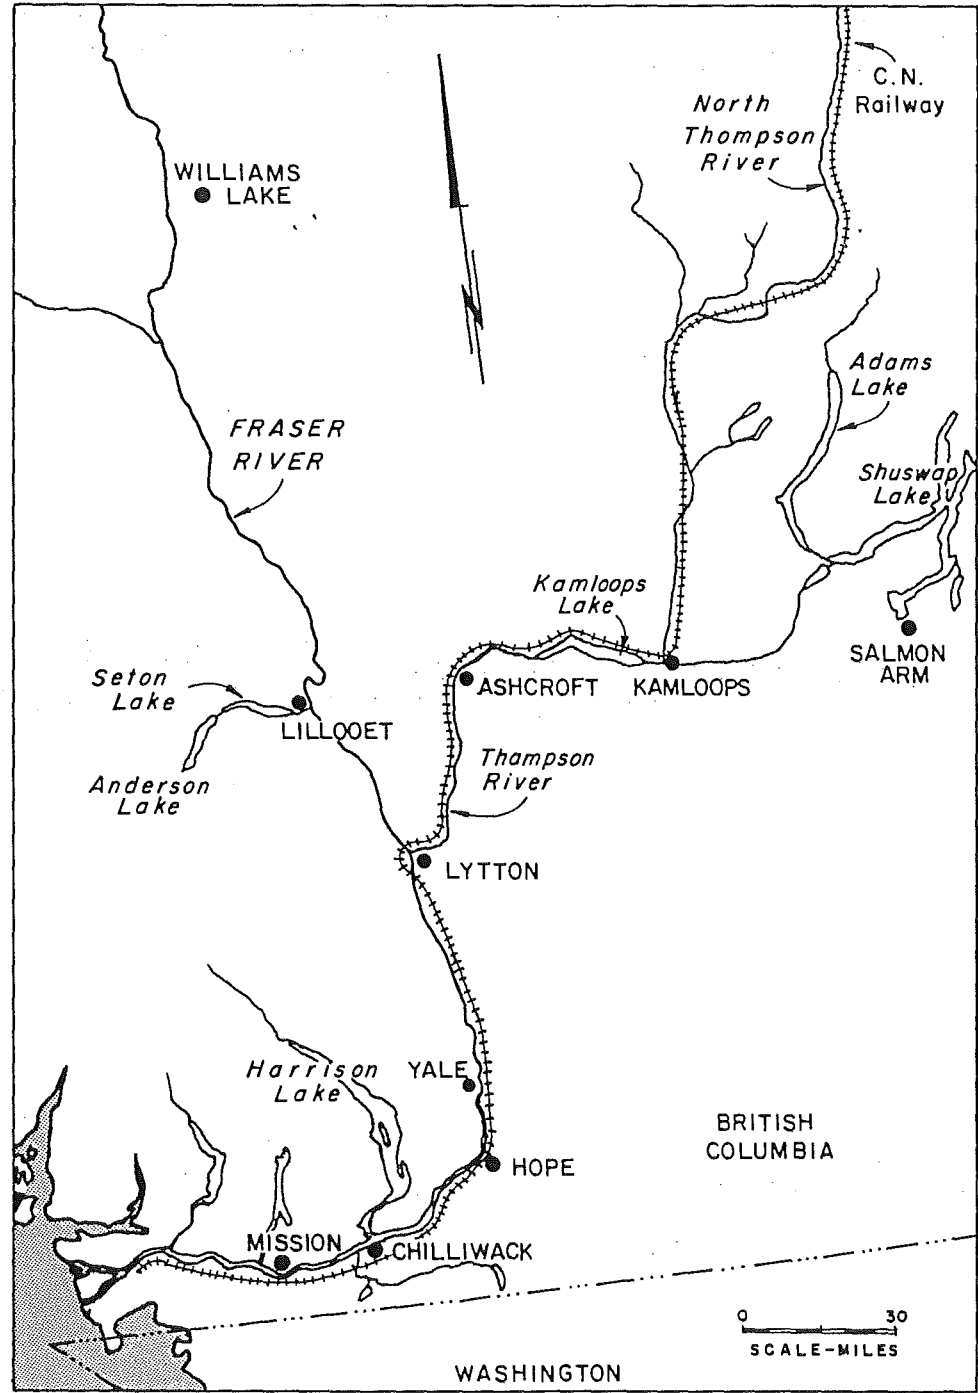 C.N.
Railway
North
Thompson
River
WILLIAMS
LAKE
N
Adams
Lake
FRASER
RIVER
Shuswap
Lake
Kamloops
Lake
SALMON
ARM
Seton
Lake
ASHCROFT
KAMLOOPS
LILLOOET
Anderson
Lake
Thampson
River
LYTTON
Harrison
Lake
YALE
BRITISH
COLUMBIA
HOPE
MISSION
CHILLIWACK
0 30
SCALE-MILES
WASHINGTON